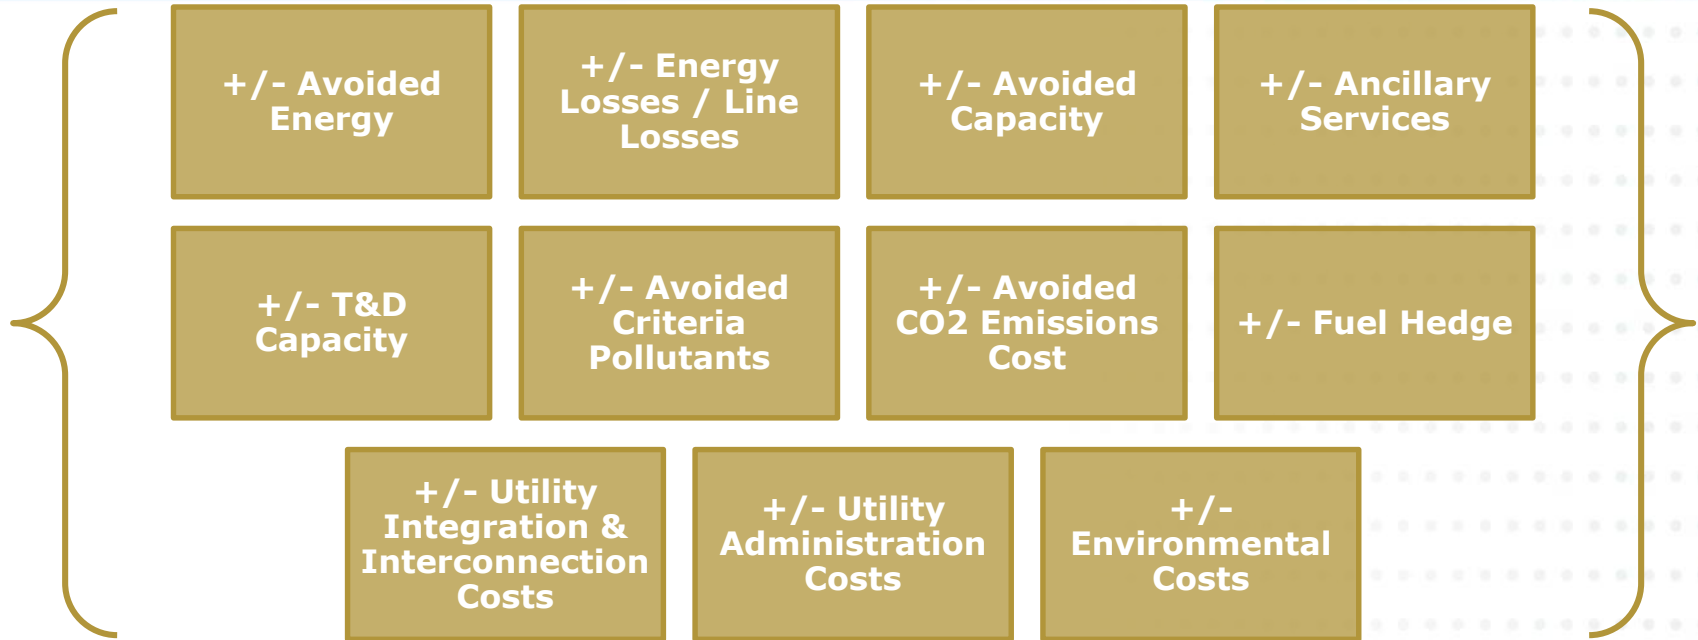 +/- Avoided
Energy
+/- Energy
Losses / Line
Losses
+/- Avoided
Capacity
+/- Ancillary
Services
+/- T&D
Capacity
+/- Avoided
Criteria
Pollutants
+/- Avoided
CO2 Emissions
Cost
+/- Fuel Hedge
+/- Utility
Integration &
Interconnection
Costs
+/- Utility
Administration
Costs
+/-
Environmental
Costs